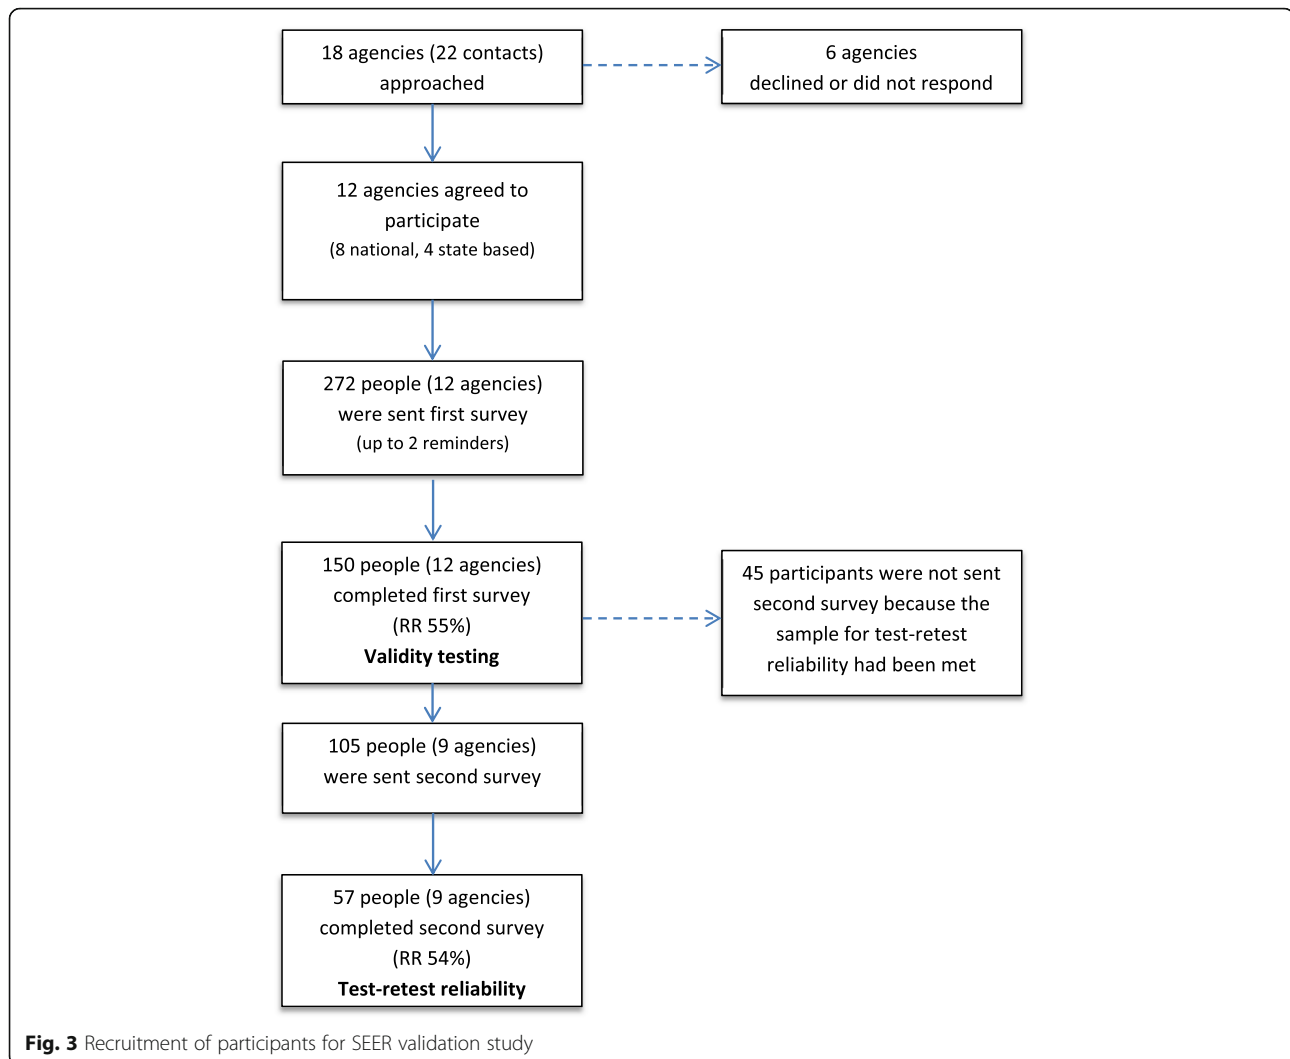 18 agencies (22 contacts)
approached
6 agencies
declined or did not respond
12 agencies agreed to
participate
(8 national, 4 state based)
272 people (12 agencies)
were sent first survey
(up to 2 reminders)
150 people (12 agencies)
completed first survey
(RR 55%)
Validity testing
45 participants were not sent
second survey because the
sample for test-retest
reliability had been met
105 people (9 agencies)
were sent second survey
57 people (9 agencies)
completed second survey
(RR 54%)
Test-retest reliability
Fig. 3 Recruitment of participants for SEER validation study